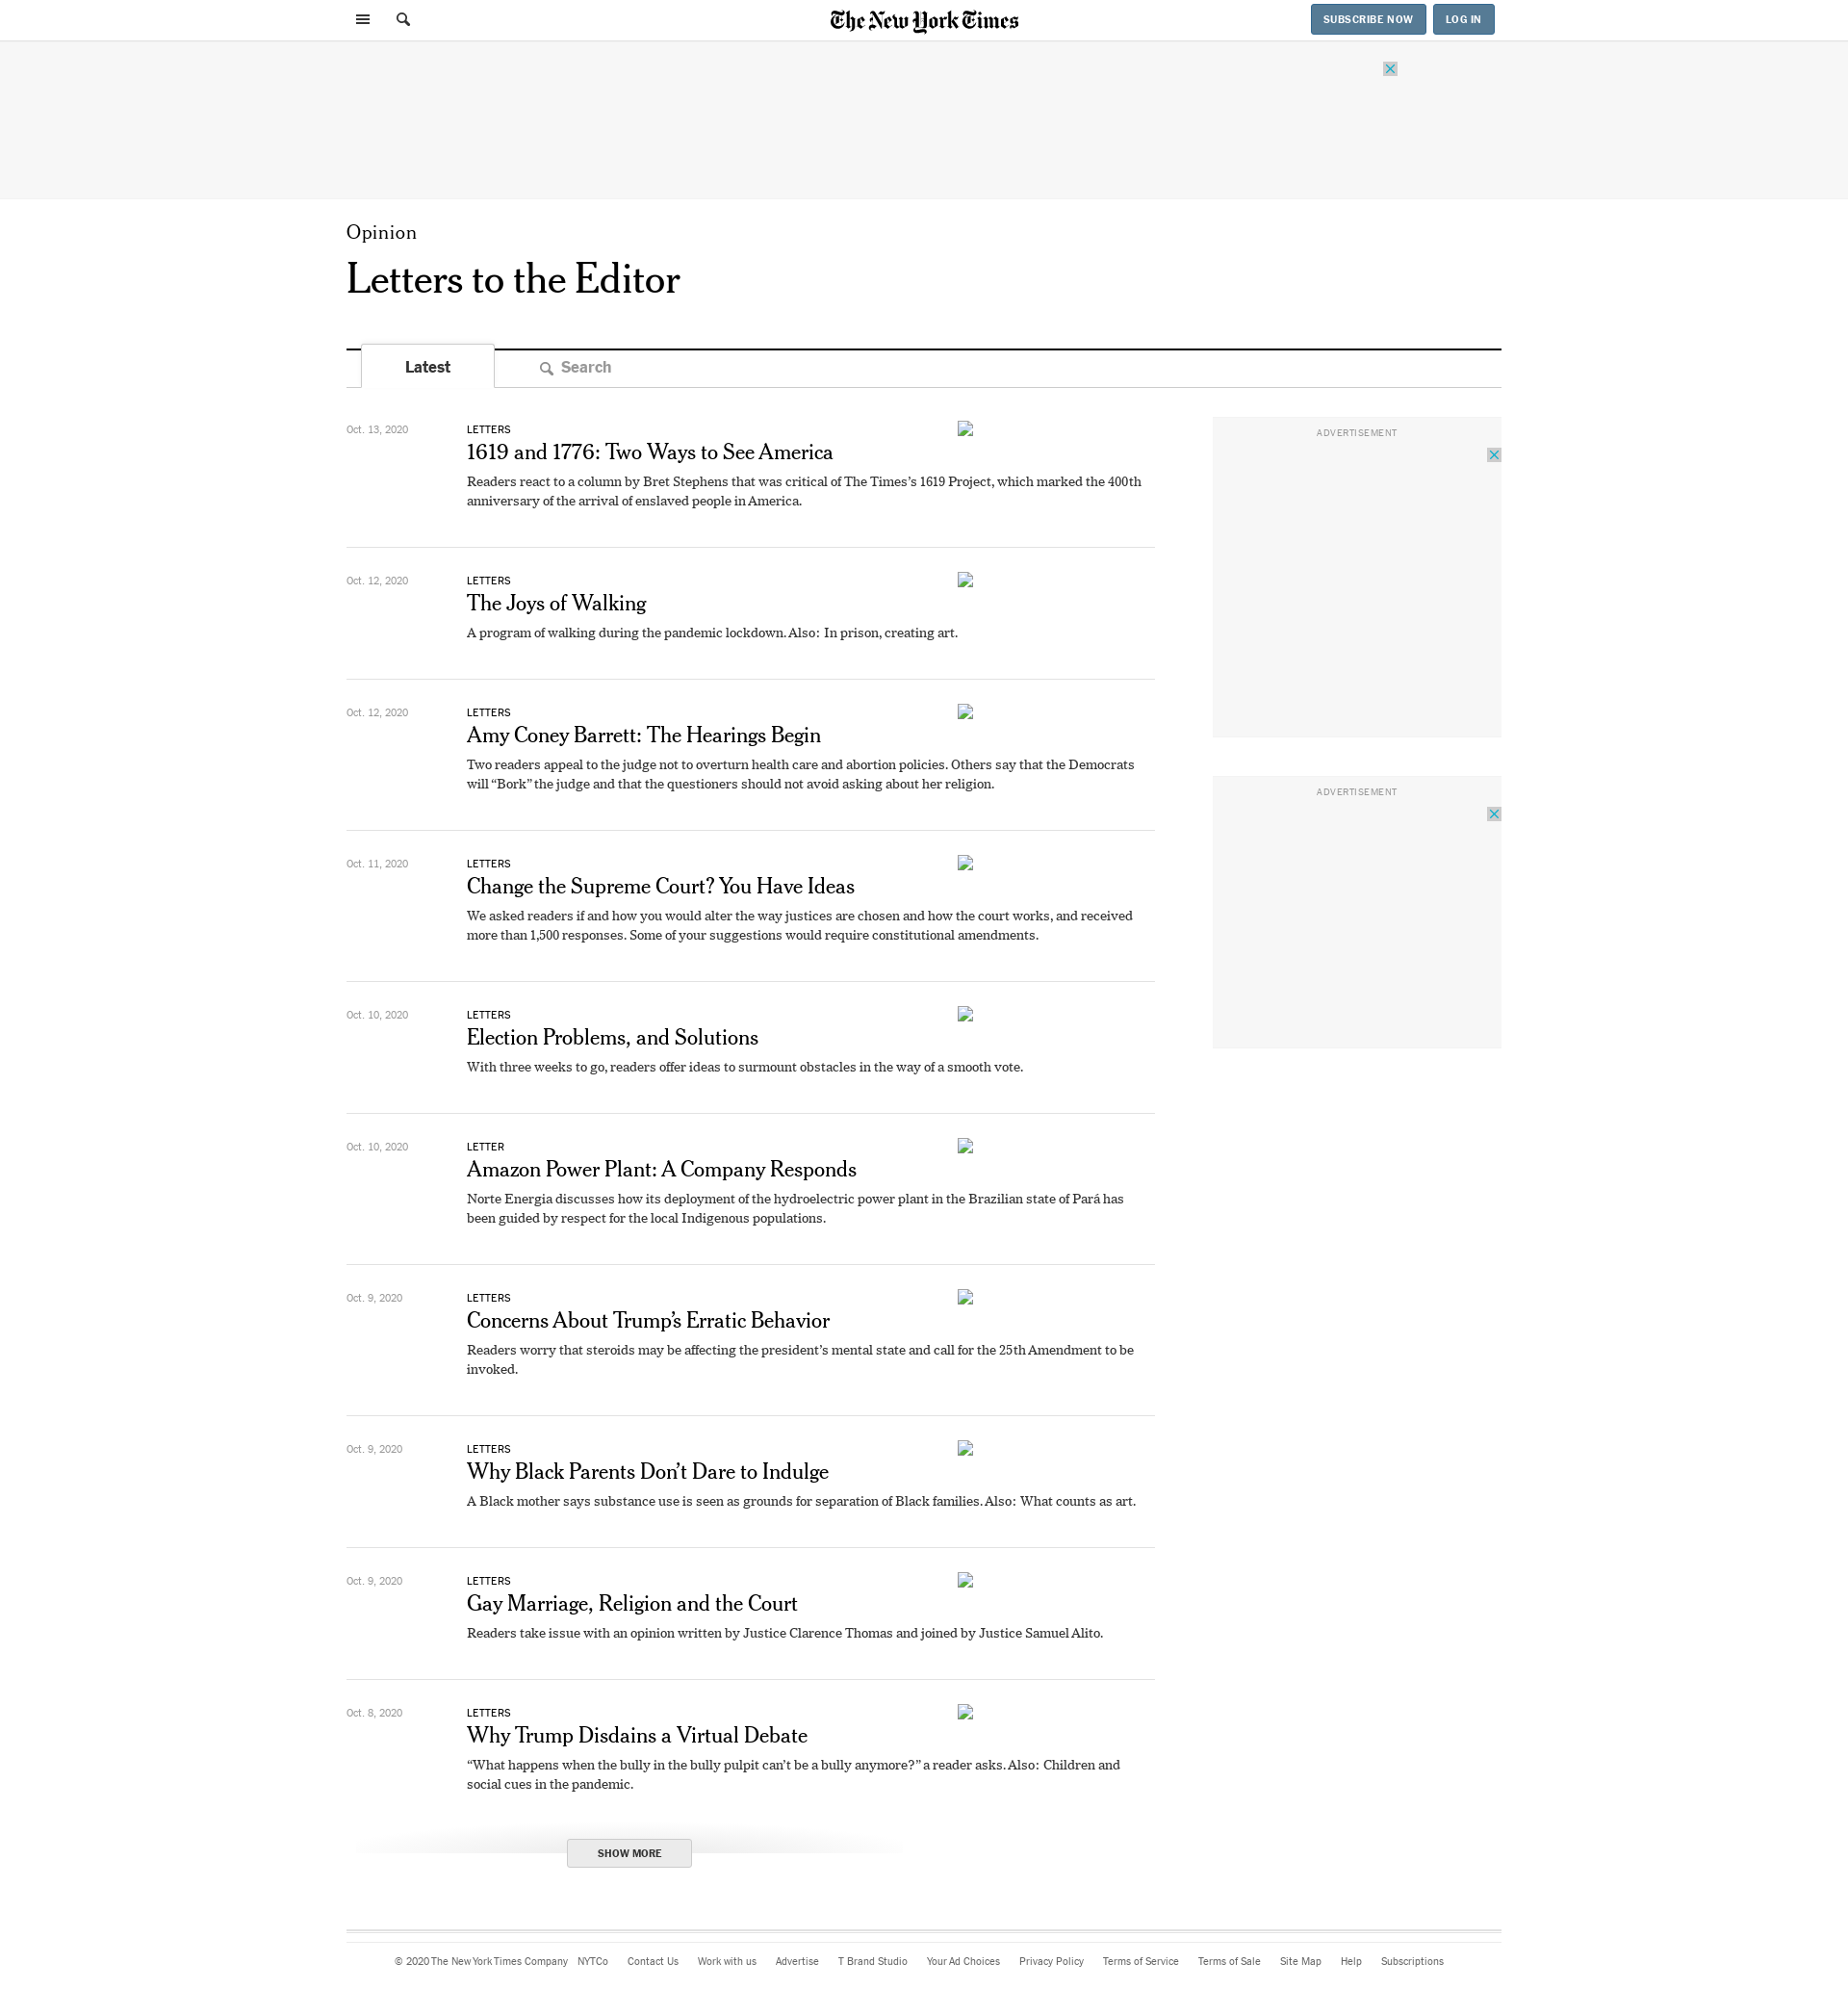 The New York Times
SUBSCRIBE NOW
LOG IN
Opinion
Letters to the Editor
Latest
Search
Oct. 13, 2020
LETTERS
1619 and 1776: Two Ways to See America
Readers react to a column by Bret Stephens that was critical of The Times’s 1619 Project, which marked the 400th
anniversary of the arrival of enslaved people in America.
Oct. 12, 2020
LETTERS
The Joys of Walking
A program of walking during the pandemic lockdown. Also: In prison, creating art.
Oct. 12, 2020
LETTERS
Amy Coney Barrett: The Hearings Begin
Two readers appeal to the judge not to overturn health care and abortion policies. Others say that the Democrats
will “Bork” the judge and that the questioners should not avoid asking about her religion.
Oct. 11, 2020
LETTERS
Change the Supreme Court? You Have Ideas
We asked readers if and how you would alter the way justices are chosen and how the court works, and received
more than 1,500 responses. Some of your suggestions would require constitutional amendments.
Oct. 10, 2020
LETTERS
Election Problems, and Solutions
With three weeks to go, readers offer ideas to surmount obstacles in the way of a smooth vote.
Oct. 10, 2020
LETTER
Amazon Power Plant: A Company Responds
Norte Energia discusses how its deployment of the hydroelectric power plant in the Brazilian state of Pará has
been guided by respect for the local Indigenous populations.
Oct. 9, 2020
LETTERS
Concerns About Trump’s Erratic Behavior
Readers worry that steroids may be affecting the president’s mental state and call for the 25th Amendment to be
invoked.
Oct. 9, 2020
LETTERS
Why Black Parents Don’t Dare to Indulge
A Black mother says substance use is seen as grounds for separation of Black families. Also: What counts as art.
Oct. 9, 2020
LETTERS
Gay Marriage, Religion and the Court
Readers take issue with an opinion written by Justice Clarence Thomas and joined by Justice Samuel Alito.
Oct. 8, 2020
LETTERS
Why Trump Disdains a Virtual Debate
“What happens when the bully in the bully pulpit can’t be a bully anymore?” a reader asks. Also: Children and
social cues in the pandemic.
SHOW MORE
ADVERTISEMENT
ADVERTISEMENT
© 2020 The New York Times Company NYTCo Contact Us Work with us Advertise T Brand Studio Your Ad Choices Privacy Policy Terms of Service Terms of Sale Site Map Help Subscriptions